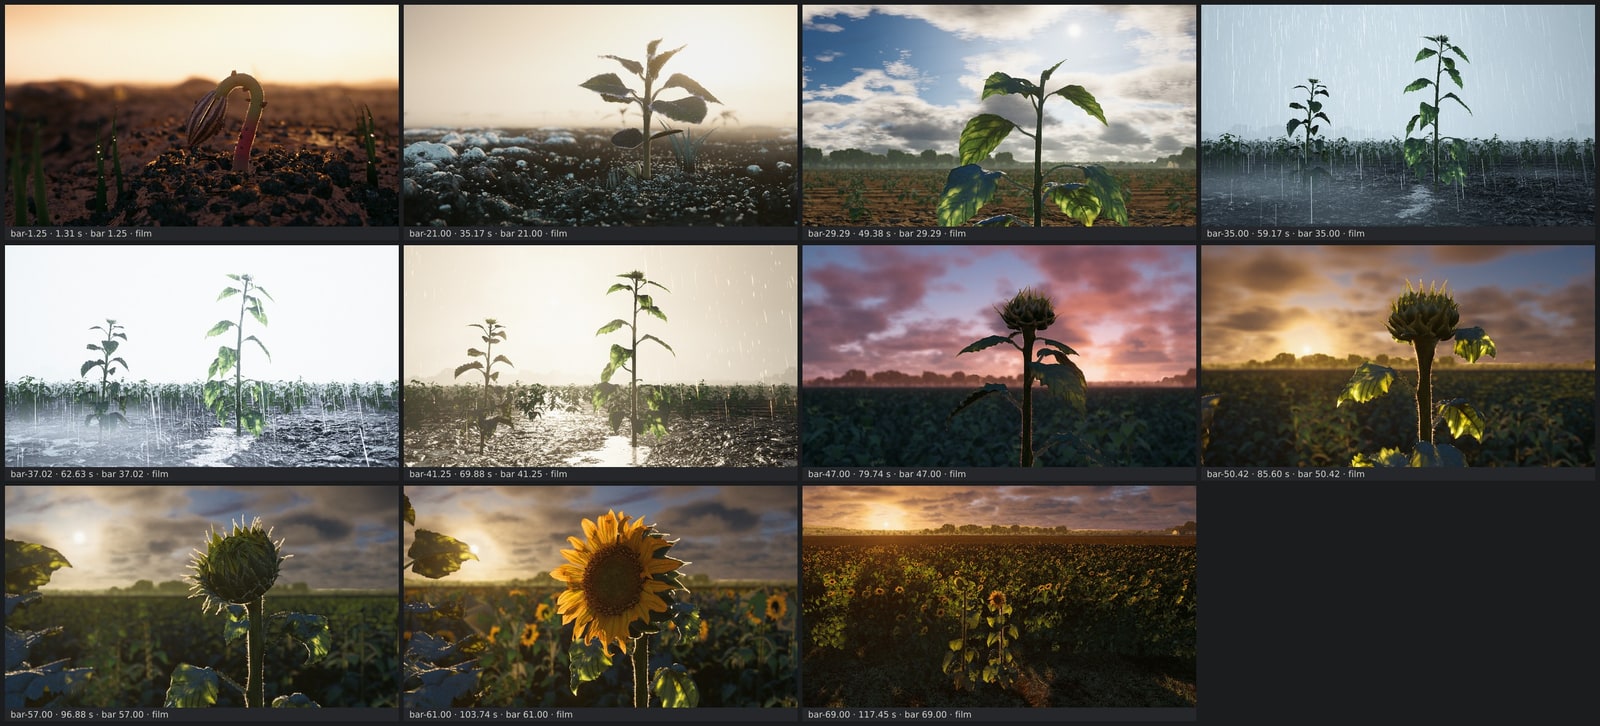 bar-1.25 · 1.31 s · bar 1.25 · film
bar-21.00 · 35.17 s · bar 21.00 · film
bar-29.29 · 49.38 s · bar 29.29 · film
bar-35.00 · 59.17 s · bar 35.00 · film
bar-37.02 · 62.63 s · bar 37.02 · film
bar-41.25 · 69.88 s · bar 41.25 · film
bar-47.00 · 79.74 s · bar 47.00 · film
bar-50.42 · 85.60 s · bar 50.42 · film
bar-57.00 · 96.88 s · bar 57.00 · film
bar-61.00 · 103.74 s · bar 61.00 · film
bar-69.00 · 117.45 s · bar 69.00 · film